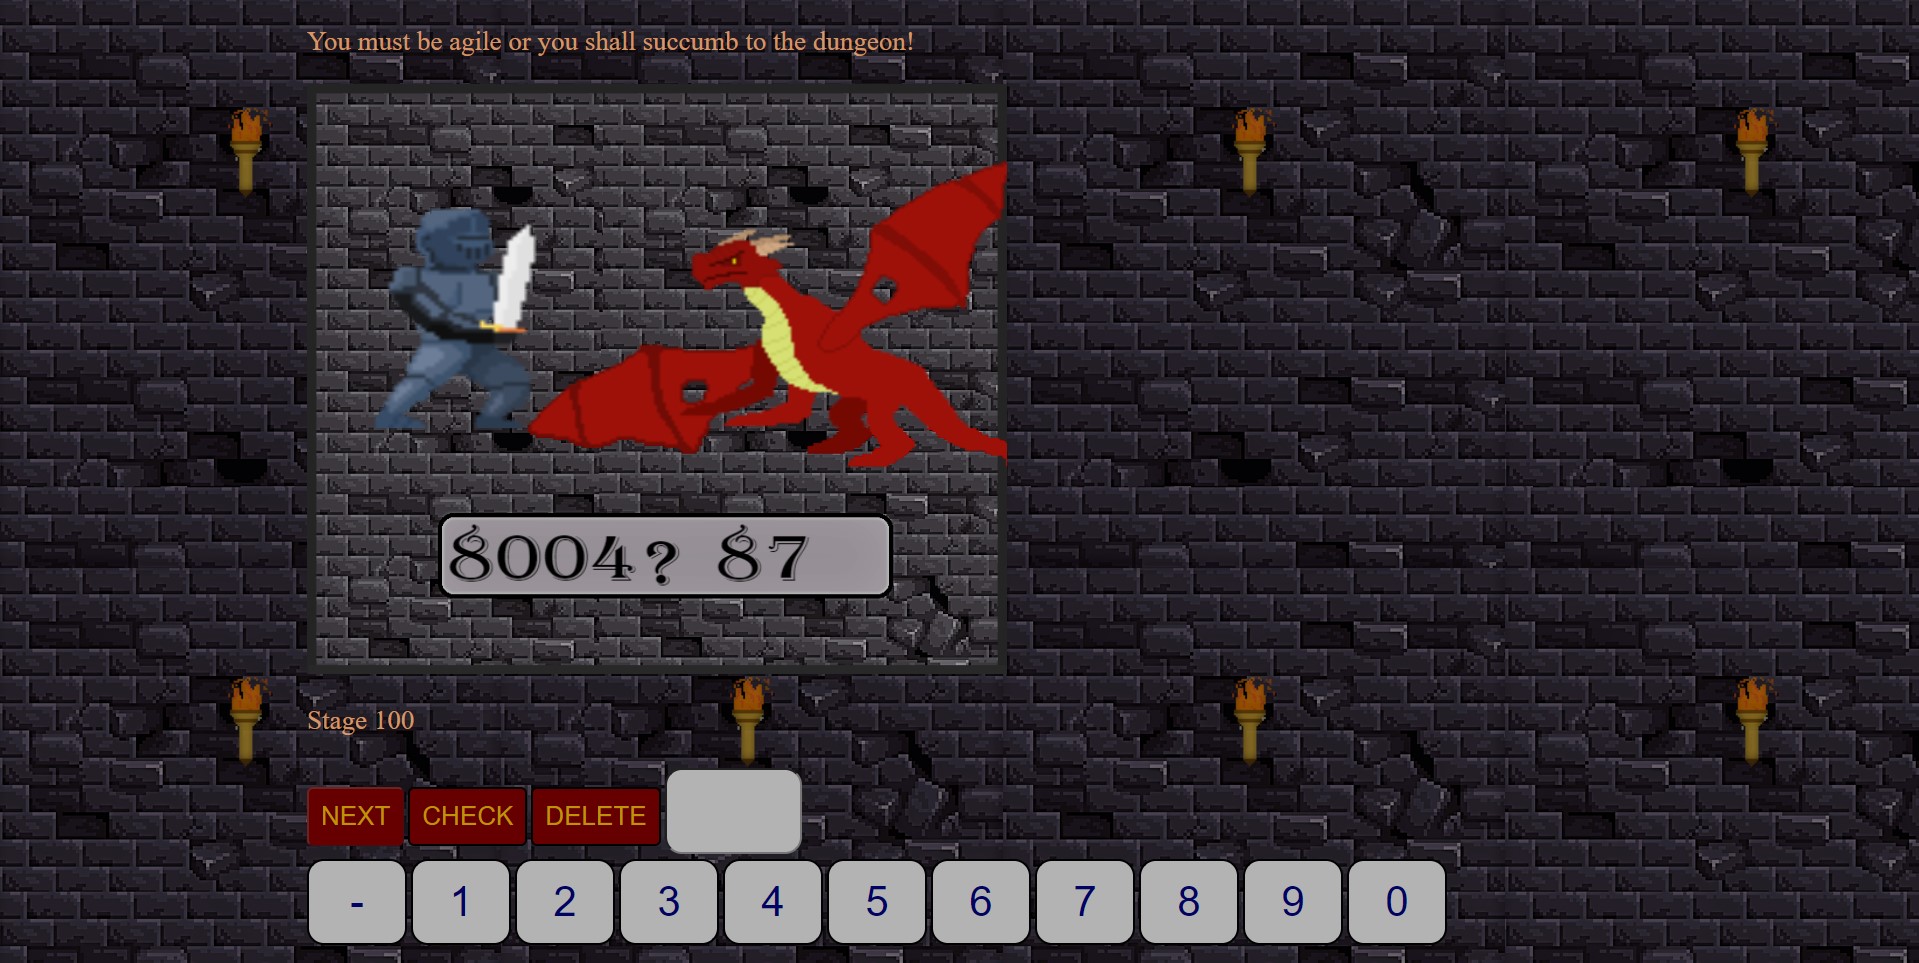 You must be agile or you shall succumb to the dungeon!
8004? 87
Stage 100
NEXT CHECK DELETE
- 1 2 3 4 5 6 7 8 9 0